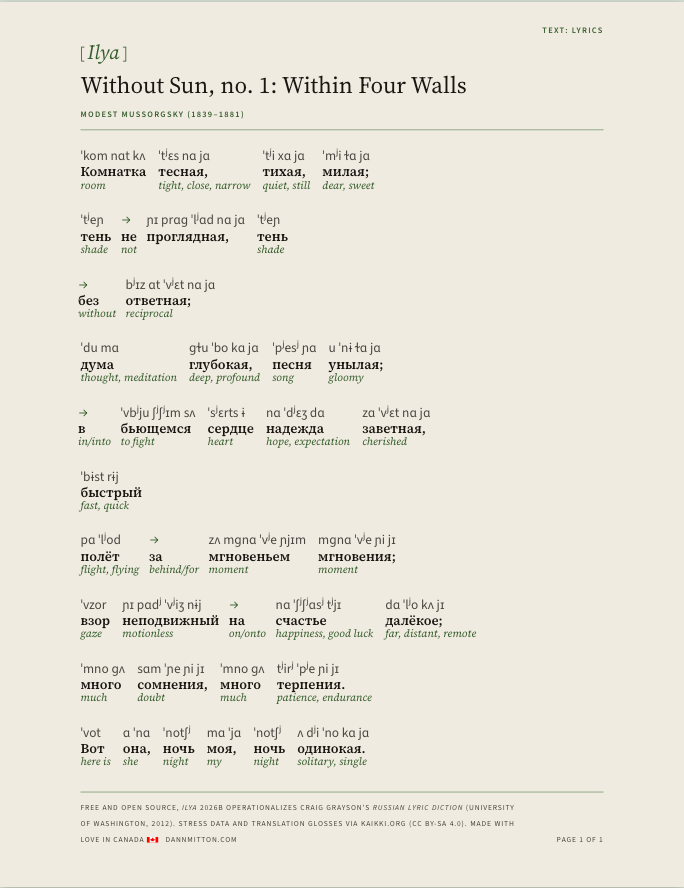 TEXT: LYRICS
[Ilya]
Without Sun, no. 1: Within Four Walls
MODEST MUSSORGSKY (1839–1881)
ˈkom nat kʌ ˈtʲɛs na ja ˈtʲi xa ja ˈmʲi ɫa ja
Комнатка тесная, тихая, милая;
room tight, close, narrow quiet, still dear, sweet
ˈtʲeɲ → ɲɪ prag ˈlʲad na ja ˈtʲeɲ
тень не проглядная, тень
shade not shade
→ bʲɪz at ˈvʲɛt na ja
без ответная;
without reciprocal
ˈdu ma gɫu ˈbo ka ja ˈpʲesʲ ɲa u ˈnɨ ɫa ja
дума глубокая, песня унылая;
thought, meditation deep, profound song gloomy
→ ˈvbʲju ʃʲʃʲɪm sʌ ˈsʲɛrts ɨ na ˈdʲɛʒ da za ˈvʲɛt na ja
в бьющемся сердце надежда заветная,
in/into to fight heart hope, expectation cherished
ˈbɨst rɨj
быстрый
fast, quick
pa ˈlʲod → zʌ mgna ˈvʲe ɲjɪm mgna ˈvʲe ɲi jɪ
полёт за мгновеньем мгновения;
flight, flying behind/for moment moment
ˈvzor ɲɪ padʲ ˈvʲiʒ nɨj → na ˈʃʲʃʲasʲ tʲjɪ da ˈlʲo kʌ jɪ
взор неподвижный на счастье далёкое;
gaze motionless on/onto happiness, good luck far, distant, remote
ˈmno gʌ sam ˈɲe ɲi jɪ ˈmno gʌ tʲirʲ ˈpʲe ɲi jɪ
много сомнения, много терпения.
much doubt much patience, endurance
ˈvot a ˈna ˈnotʃʲ ma ˈja ˈnotʃʲ ʌ dʲi ˈno ka ja
Вот она, ночь моя, ночь одинокая.
here is she night my night solitary, single
FREE AND OPEN SOURCE, ILYA 2026B OPERATIONALIZES CRAIG GRAYSON'S RUSSIAN LYRIC DICTION (UNIVERSITY
OF WASHINGTON, 2012). STRESS DATA AND TRANSLATION GLOSSES VIA KAIKKI.ORG (CC BY-SA 4.0). MADE WITH
LOVE IN CANADA 🇨🇦 DANNMITTON.COM PAGE 1 OF 1